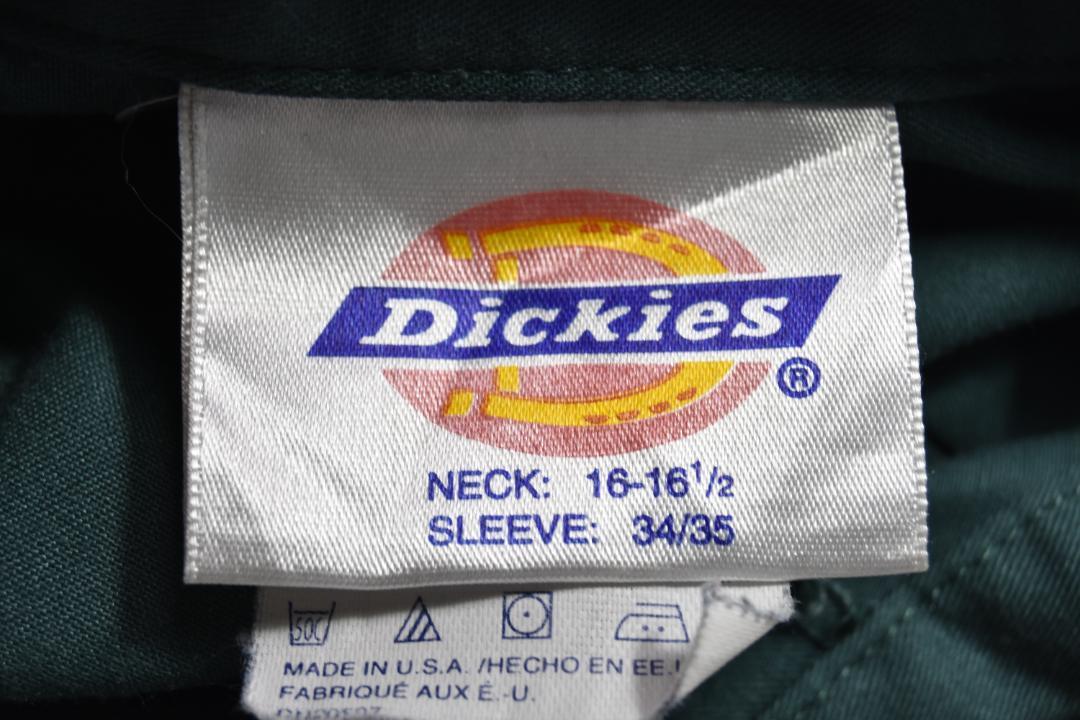 Dickies
®
NECK: 16-16 1/2
SLEEVE: 34/35
50C
MADE IN U.S.A. /HECHO EN EE.
FABRIQUÉ AUX É.-U.